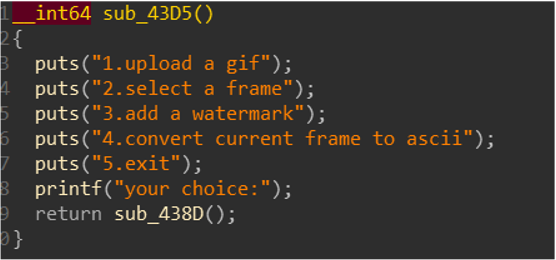 1 __int64 sub_43D5()
2 {
3   puts("1.upload a gif");
4   puts("2.select a frame");
5   puts("3.add a watermark");
6   puts("4.convert current frame to ascii");
7   puts("5.exit");
8   printf("your choice:");
9   return sub_438D();
0 }